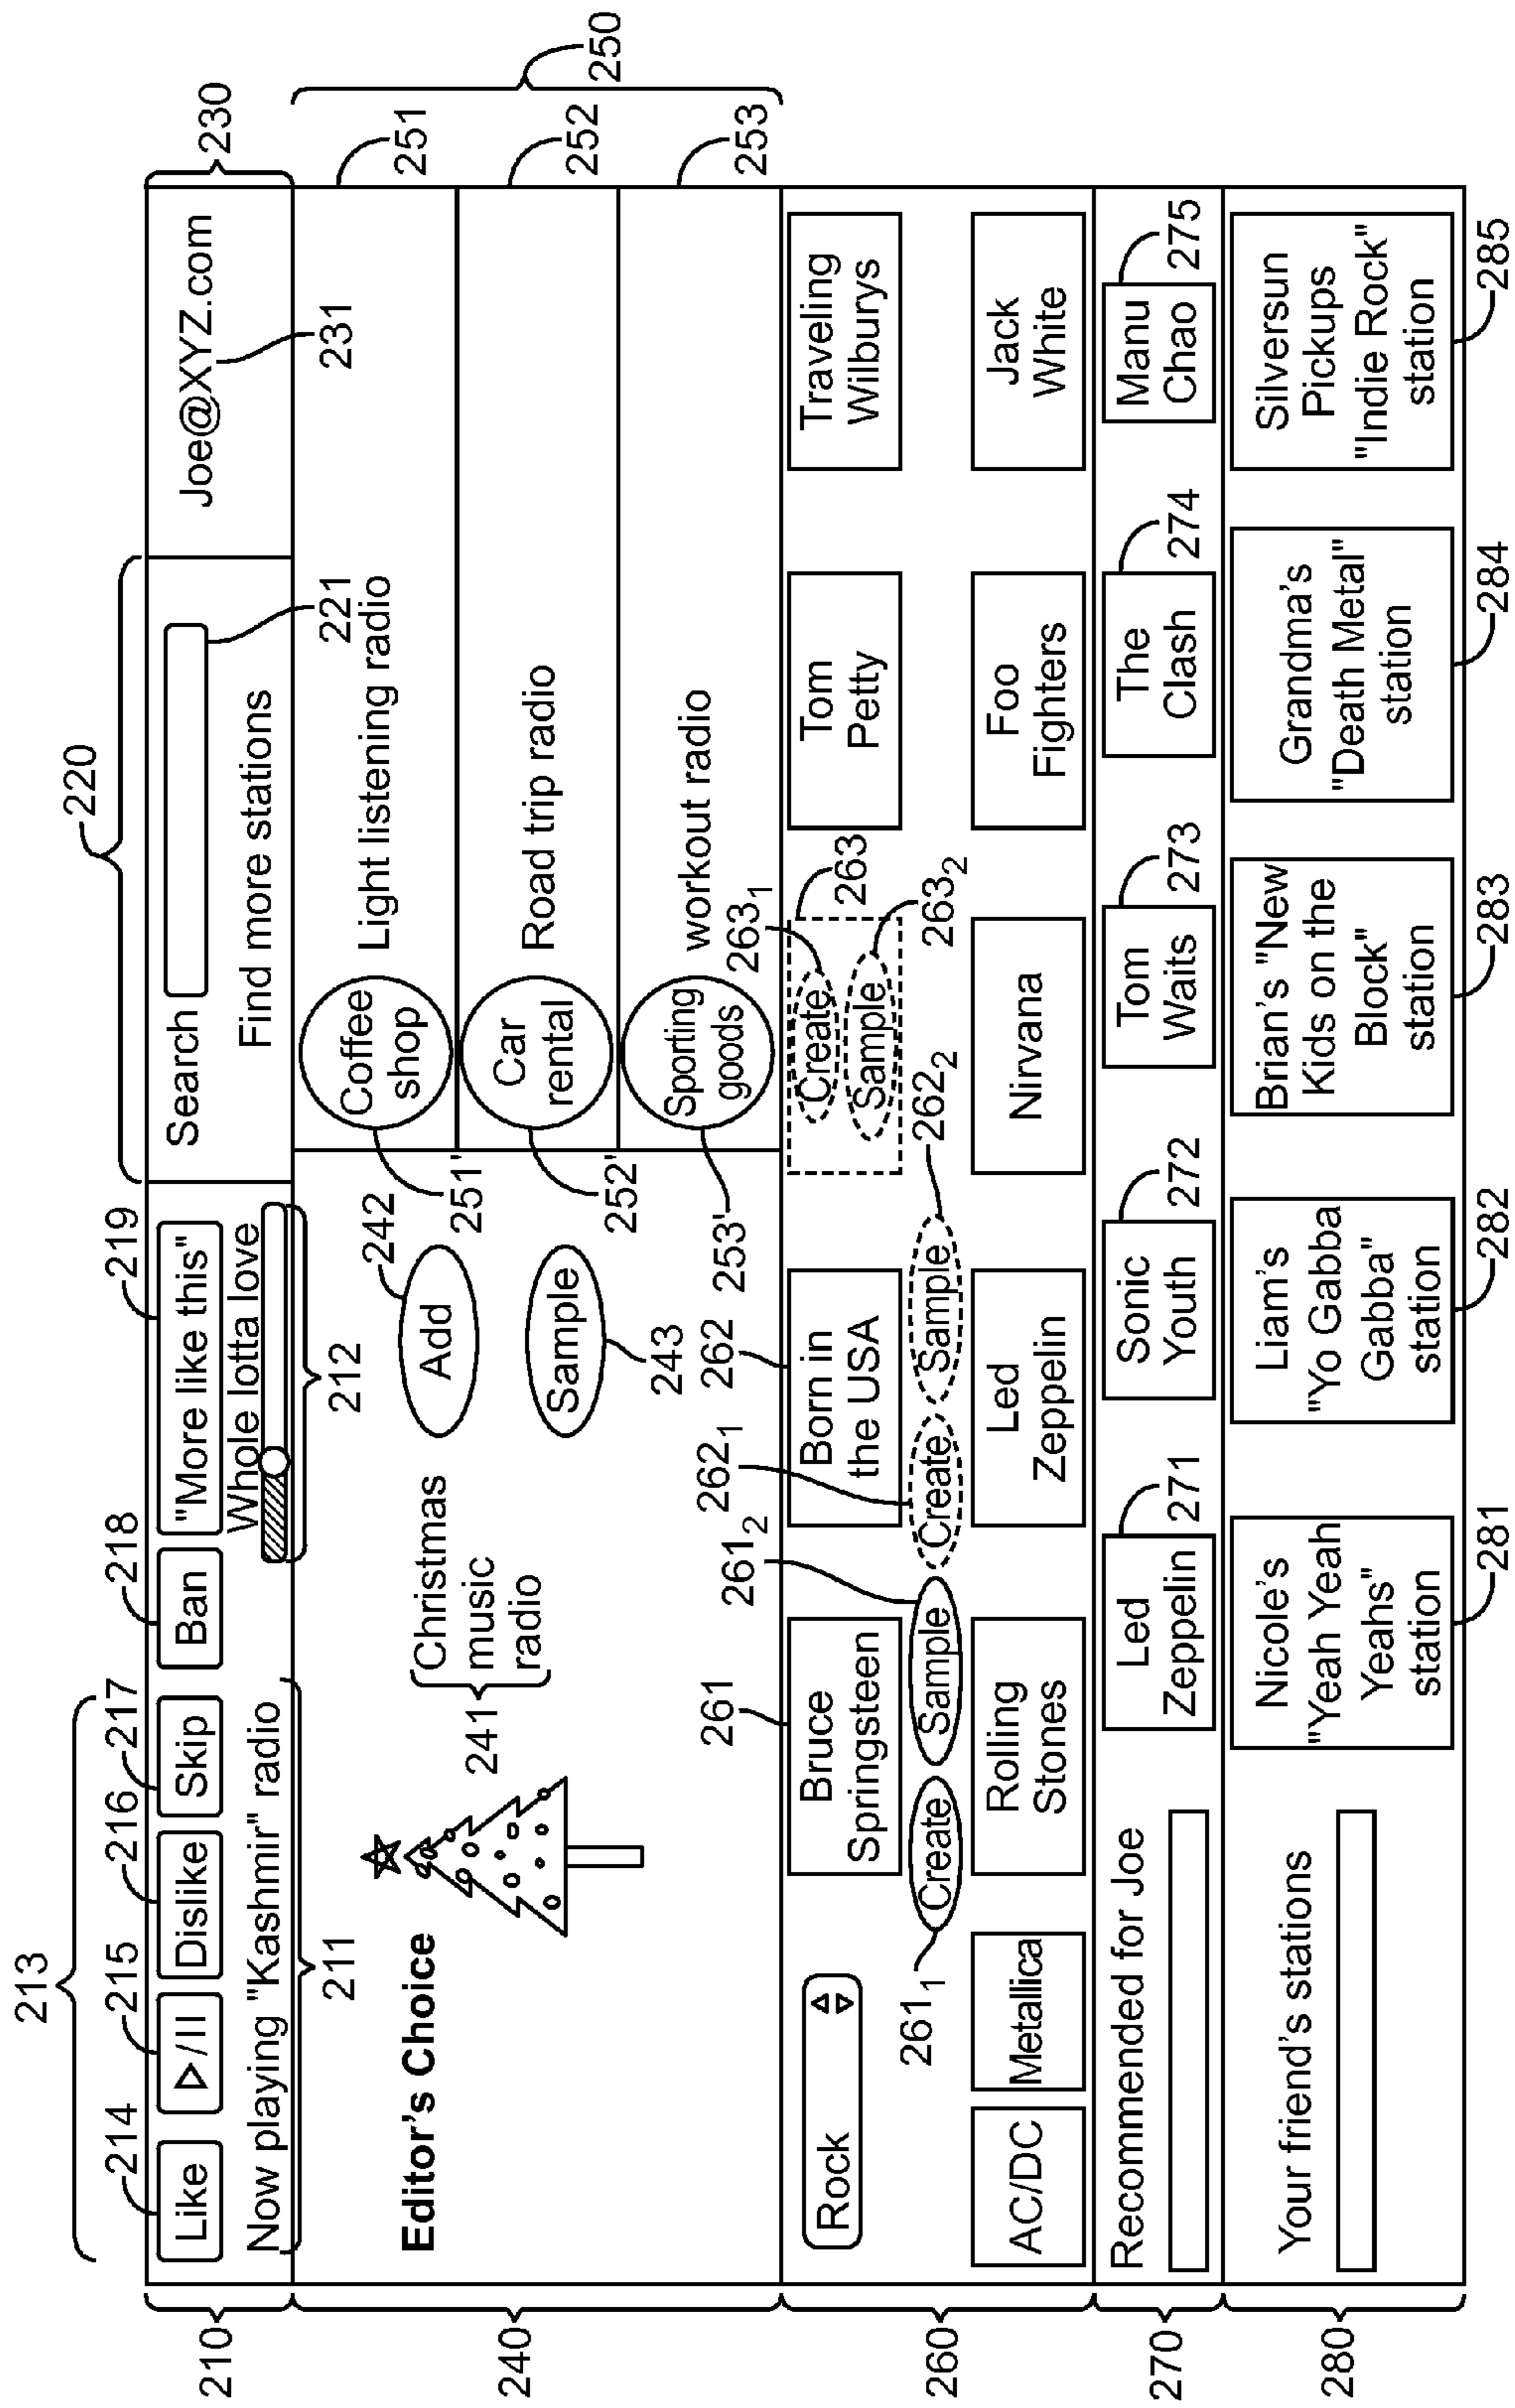 213
220
214
215
216
217
218
219
230
Like
▷/II
Dislike
Skip
Ban
"More like this"
Search
Joe@XYZ.com
Now playing "Kashmir" radio
Whole lotta love
Find more stations
210
211
212
221
231
250
Editor's Choice
241
Christmas
music
radio
242
Add
Sample
243
251'
Coffee
shop
Light listening radio
251
252'
Car
rental
Road trip radio
252
253'
Sporting
goods
workout radio
253
240
Rock
261
Bruce
Springsteen
262
Born in
the USA
263
Create
263₁
Sample
263₂
Tom
Petty
Traveling
Wilburys
261₁
Create
Sample
261₂
262₁
Create
Sample
262₂
AC/DC
Metallica
Rolling
Stones
Led
Zeppelin
Nirvana
Foo
Fighters
Jack
White
260
Recommended for Joe
Led
Zeppelin
271
Sonic
Youth
272
Tom
Waits
273
The
Clash
274
Manu
Chao
275
270
Your friend's stations
Nicole's
"Yeah Yeah
Yeahs"
station
Liam's
"Yo Gabba
Gabba"
station
Brian's "New
Kids on the
Block"
station
Grandma's
"Death Metal"
station
Silversun
Pickups
"Indie Rock"
station
280
281
282
283
284
285